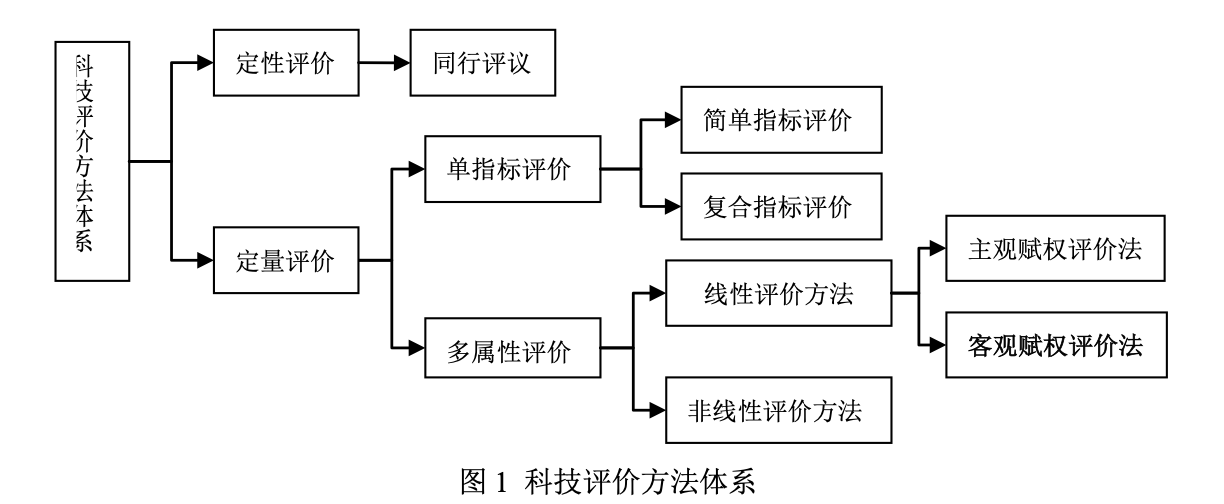 科技评价方法体系
定性评价
同行评议
定量评价
单指标评价
简单指标评价
复合指标评价
多属性评价
线性评价方法
主观赋权评价法
客观赋权评价法
非线性评价方法
图 1 科技评价方法体系